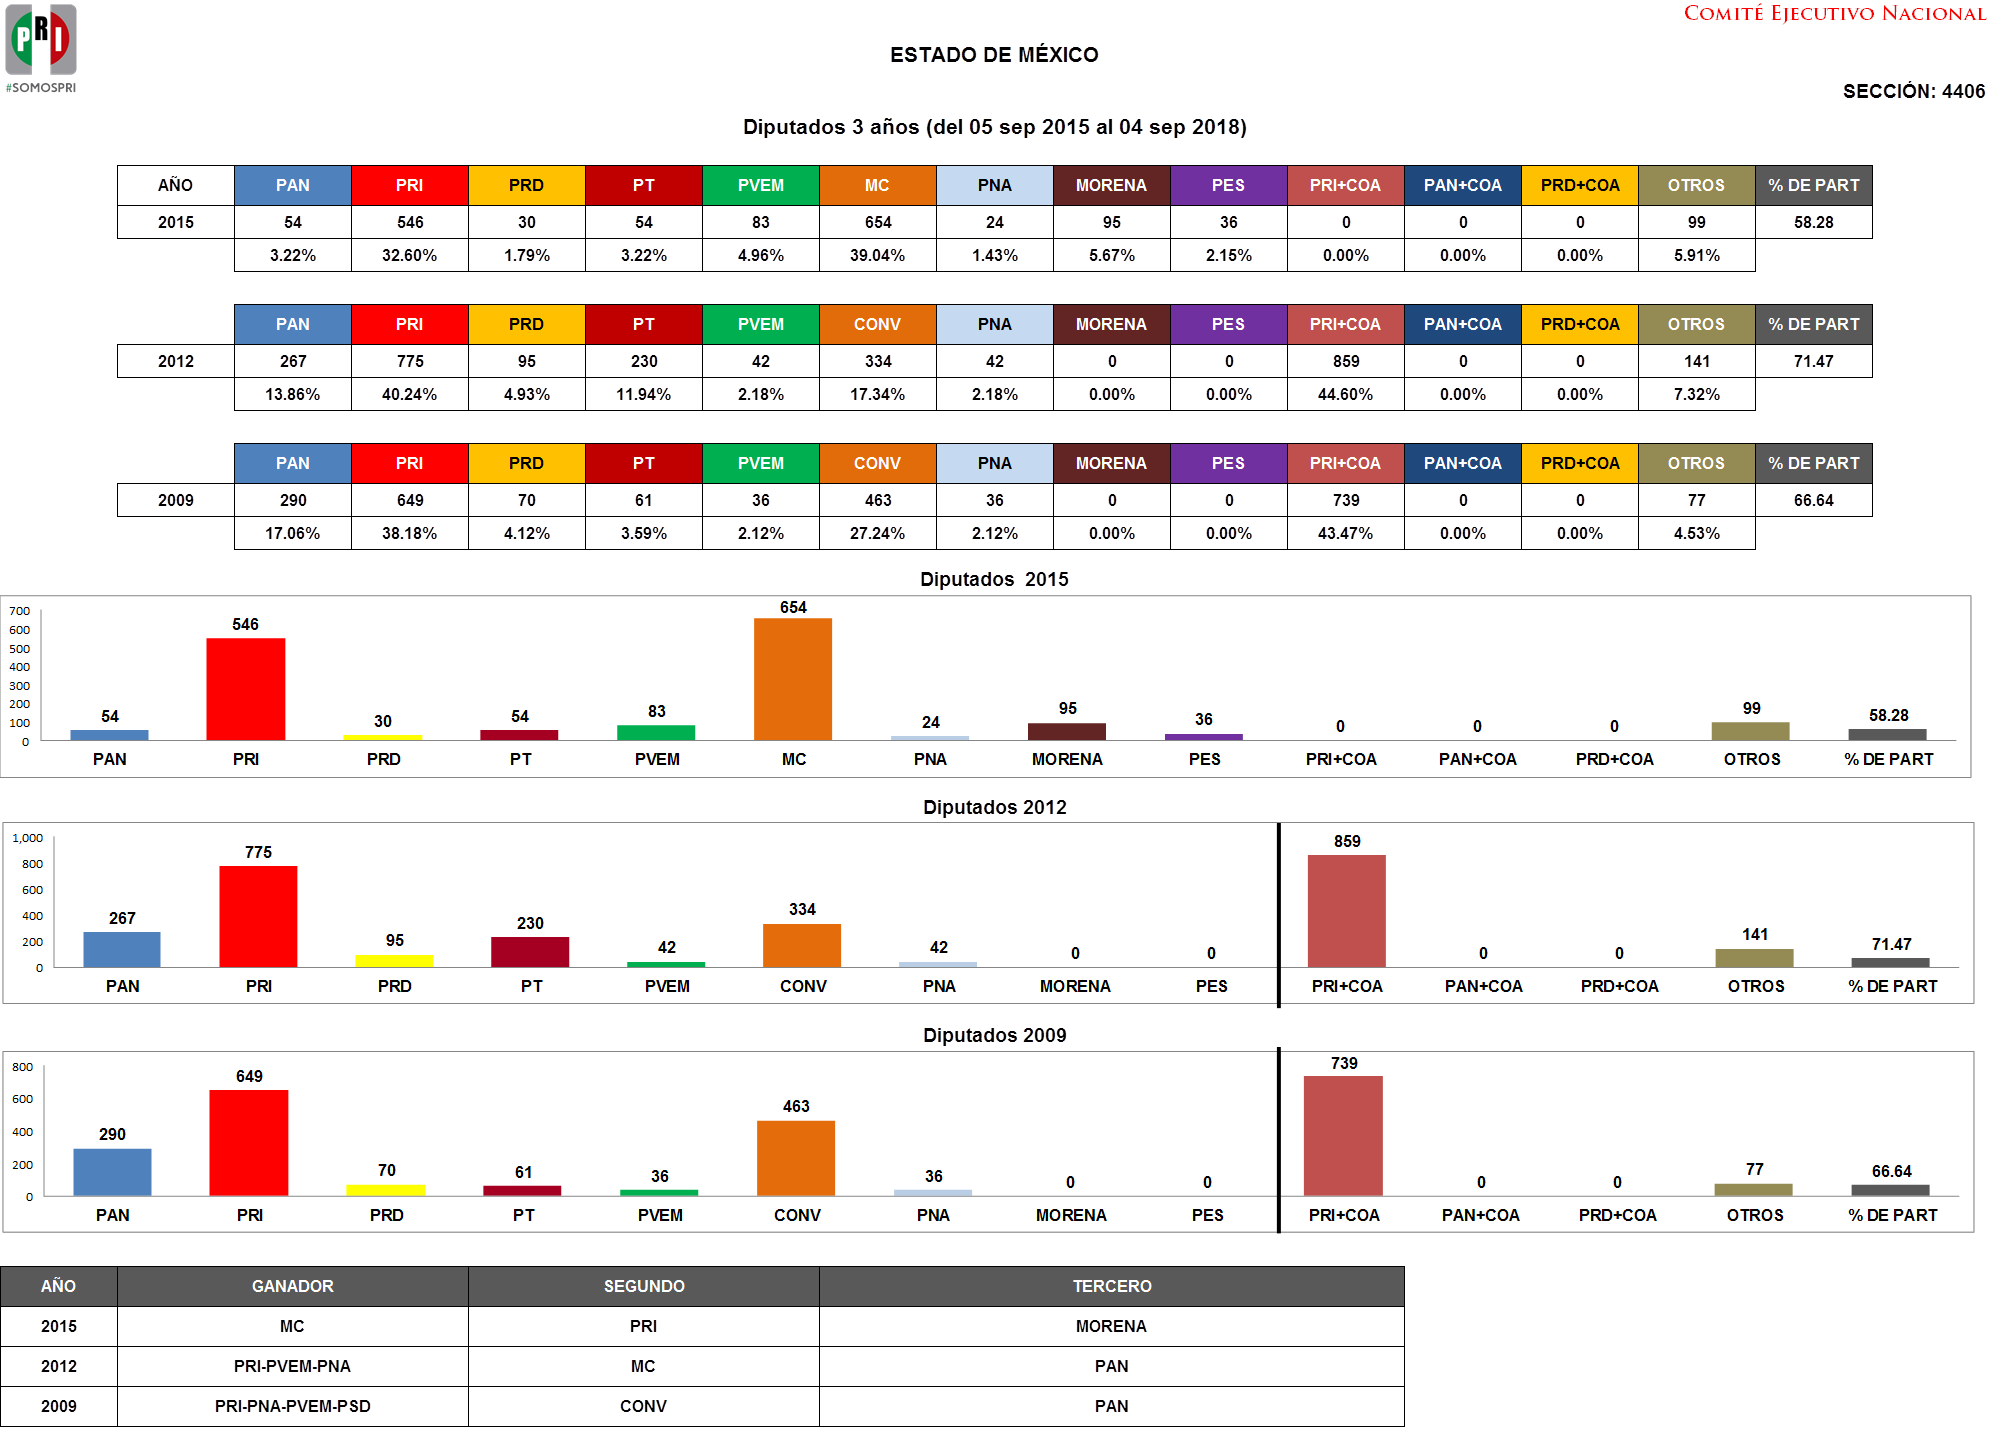 PRI
#SOMOSPRI
COMITÉ EJECUTIVO NACIONAL
ESTADO DE MÉXICO
SECCIÓN: 4406
Diputados 3 años (del 05 sep 2015 al 04 sep 2018)
AÑO PAN PRI PRD PT PVEM MC PNA MORENA PES PRI+COA PAN+COA PRD+COA OTROS % DE PART
2015 54 546 30 54 83 654 24 95 36 0 0 0 99 58.28
3.22% 32.60% 1.79% 3.22% 4.96% 39.04% 1.43% 5.67% 2.15% 0.00% 0.00% 0.00% 5.91%
PAN PRI PRD PT PVEM CONV PNA MORENA PES PRI+COA PAN+COA PRD+COA OTROS % DE PART
2012 267 775 95 230 42 334 42 0 0 859 0 0 141 71.47
13.86% 40.24% 4.93% 11.94% 2.18% 17.34% 2.18% 0.00% 0.00% 44.60% 0.00% 0.00% 7.32%
PAN PRI PRD PT PVEM CONV PNA MORENA PES PRI+COA PAN+COA PRD+COA OTROS % DE PART
2009 290 649 70 61 36 463 36 0 0 739 0 0 77 66.64
17.06% 38.18% 4.12% 3.59% 2.12% 27.24% 2.12% 0.00% 0.00% 43.47% 0.00% 0.00% 4.53%
Diputados 2015
700
600
500
400
300
200
100
0
54 546 30 54 83 654 24 95 36 0 0 0 99 58.28
PAN PRI PRD PT PVEM MC PNA MORENA PES PRI+COA PAN+COA PRD+COA OTROS % DE PART
Diputados 2012
1,000
800
600
400
200
0
267 775 95 230 42 334 42 0 0 859 0 0 141 71.47
PAN PRI PRD PT PVEM CONV PNA MORENA PES PRI+COA PAN+COA PRD+COA OTROS % DE PART
Diputados 2009
800
600
400
200
0
290 649 70 61 36 463 36 0 0 739 0 0 77 66.64
PAN PRI PRD PT PVEM CONV PNA MORENA PES PRI+COA PAN+COA PRD+COA OTROS % DE PART
AÑO GANADOR SEGUNDO TERCERO
2015 MC PRI MORENA
2012 PRI-PVEM-PNA MC PAN
2009 PRI-PNA-PVEM-PSD CONV PAN